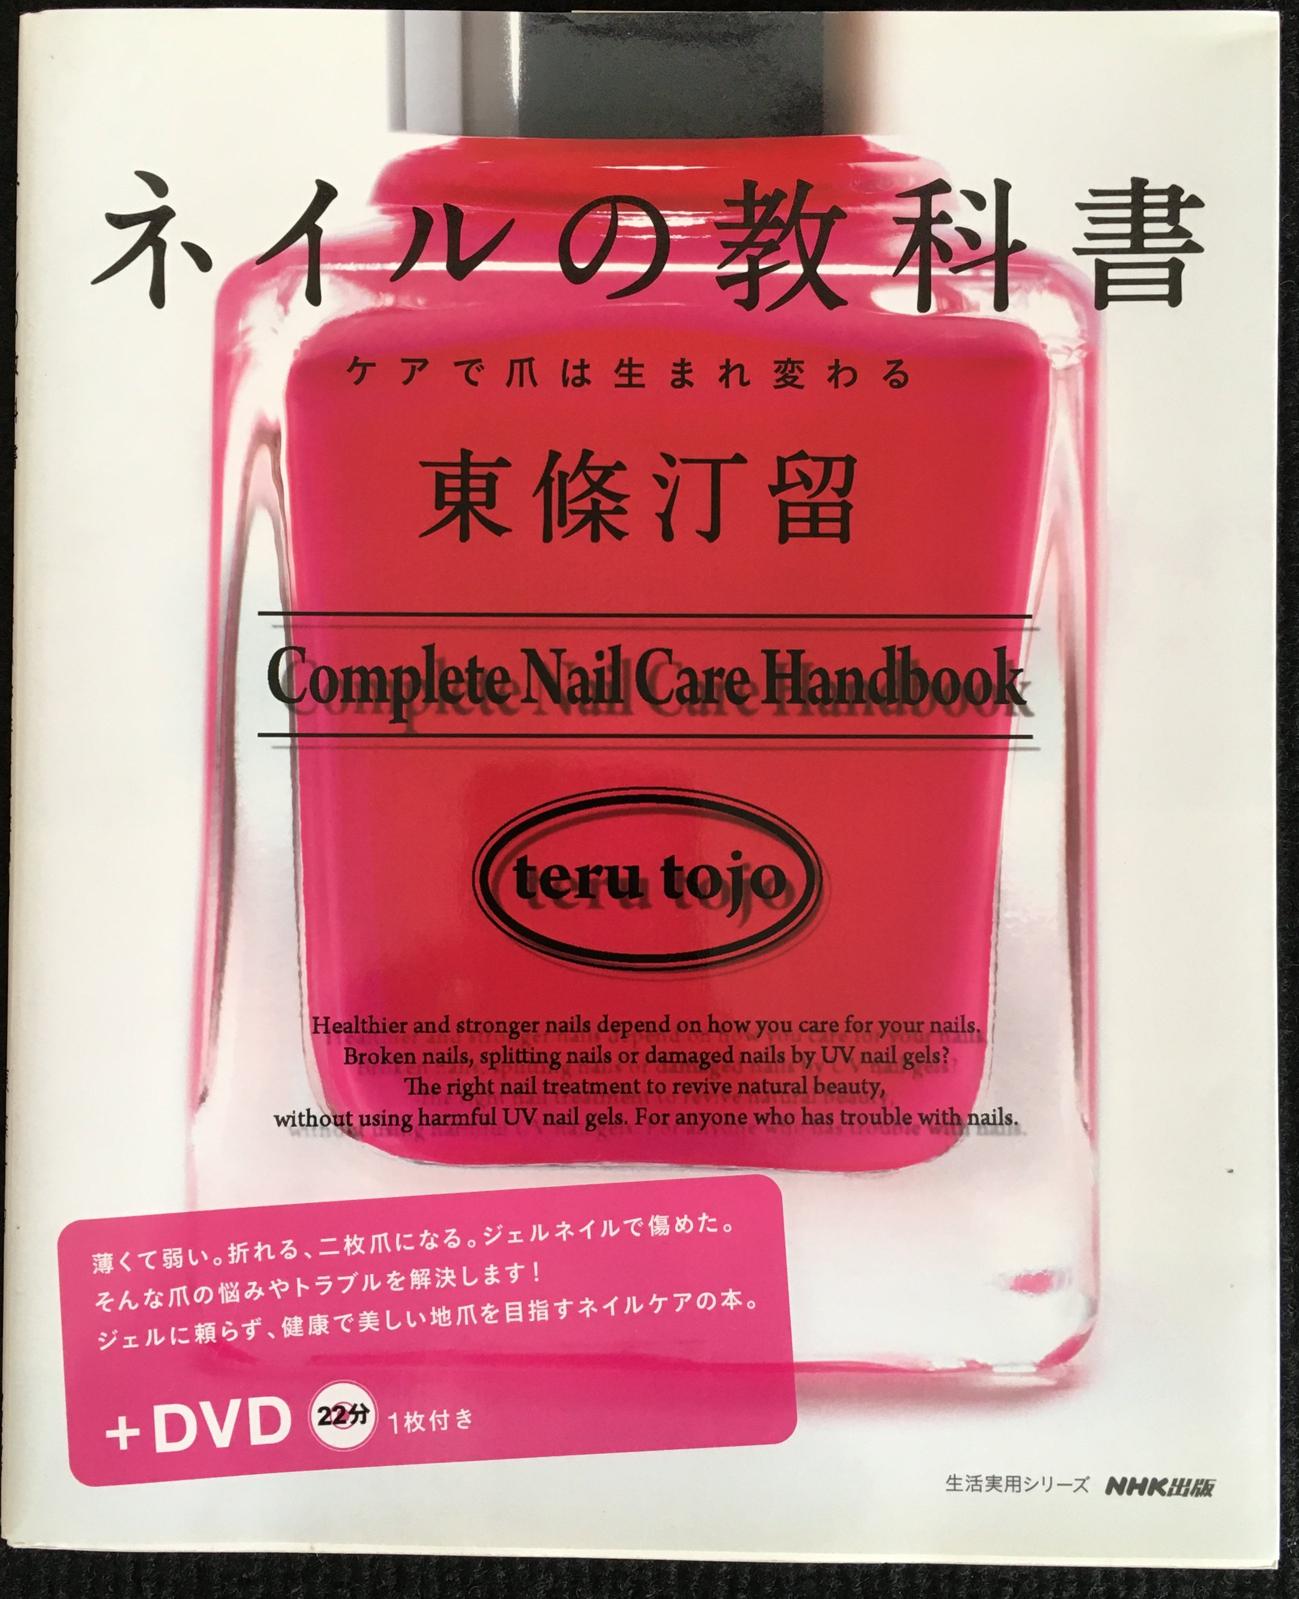 ネイルの教科書
ケアで爪は生まれ変わる
東條汀留
Complete Nail Care Handbook
teru tojo
Healthier and stronger nails depend on how you care for your nails.
Broken nails, splitting nails or damaged nails by UV nail gels?
The right nail treatment to revive natural beauty,
without using harmful UV nail gels. For anyone who has trouble with nails.
薄くて弱い。折れる、二枚爪になる。ジェルネイルで傷めた。
そんな爪の悩みやトラブルを解決します！
ジェルに頼らず、健康で美しい地爪を目指すネイルケアの本。
+DVD 22分 1枚付き
生活実用シリーズ NHK出版